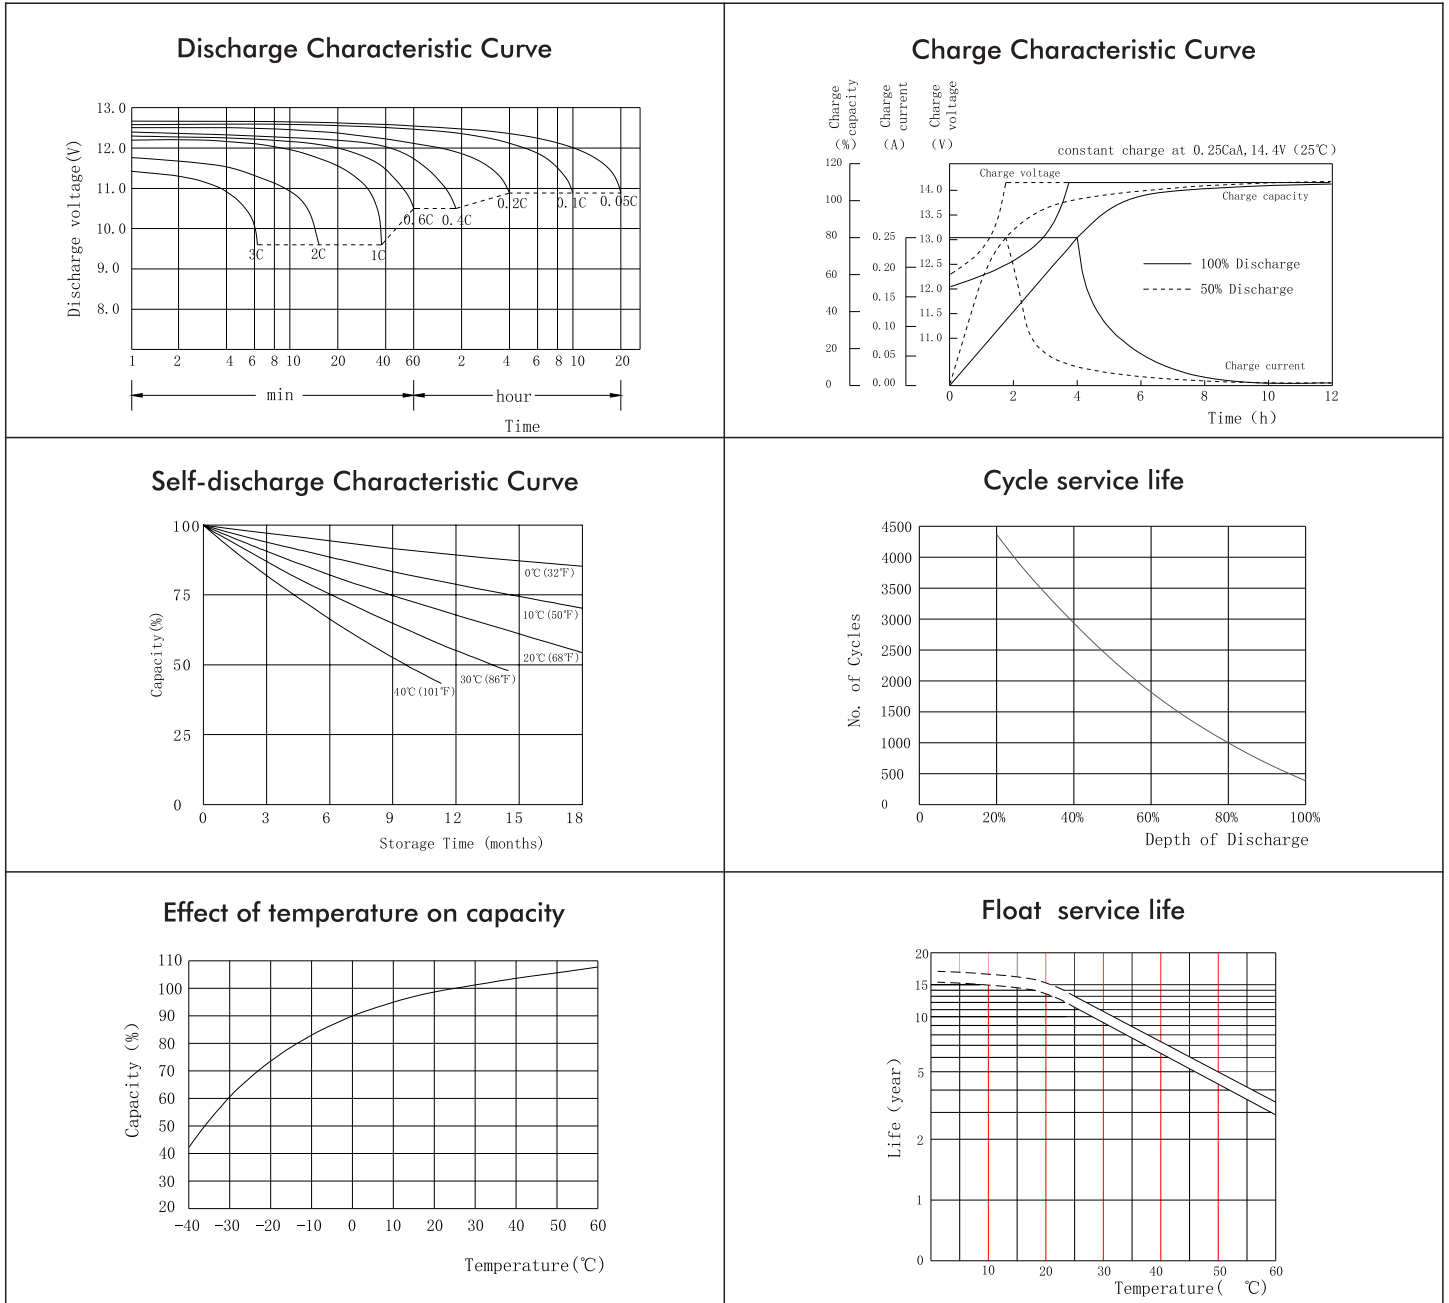 Discharge Characteristic Curve
Discharge voltage(V)
13.0
12.0
11.0
10.0
9.0
8.0
3C 2C 1C 0.6C 0.4C 0.2C 0.1C 0.05C
1 2 4 6 8 10 20 40 60 2 4 6 8 10 20
min hour
Time
Charge Characteristic Curve
Charge capacity
Charge current
Charge voltage
(%) (A) (V)
constant charge at 0.25CaA,14.4V (25℃)
120
100
80
60
40
20
0
0.25
0.20
0.15
0.10
0.05
0.00
14.0
13.5
13.0
12.5
12.0
11.5
11.0
Charge voltage
Charge capacity
100% Discharge
50% Discharge
Charge current
0 2 4 6 8 10 12
Time (h)
Self-discharge Characteristic Curve
Capacity(%)
100
75
50
25
0
0℃(32℉)
10℃(50℉)
20℃(68℉)
30℃(86℉)
40℃(101℉)
0 3 6 9 12 15 18
Storage Time (months)
Cycle service life
No. of Cycles
4500
4000
3500
3000
2500
2000
1500
1000
500
0
0 20% 40% 60% 80% 100%
Depth of Discharge
Effect of temperature on capacity
Capacity (%)
110
100
90
80
70
60
50
40
30
20
-40 -30 -20 -10 0 10 20 30 40 50 60
Temperature(℃)
Float service life
Life (year)
20
15
10
5
2
1
0
10 20 30 40 50 60
Temperature( ℃)